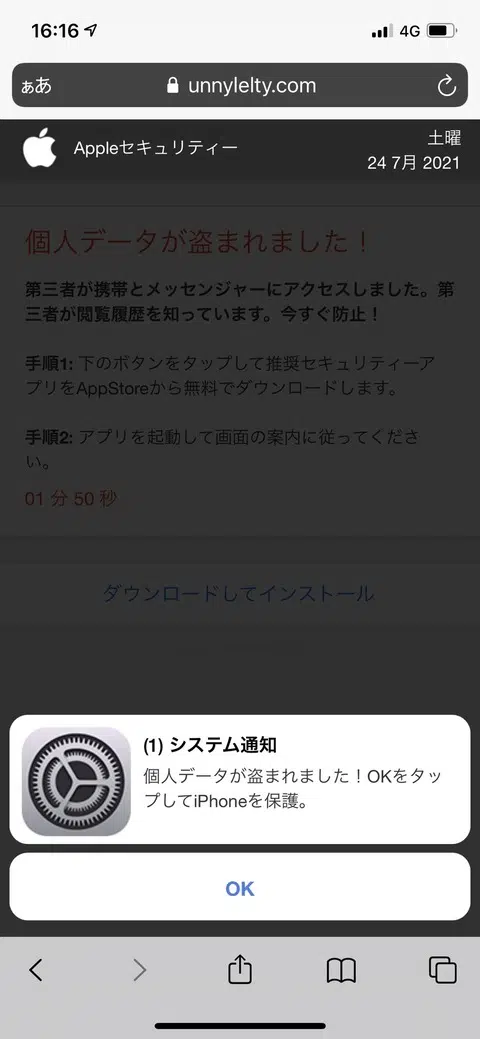 16:16
4G
ぁあ
unnylelty.com
Appleセキュリティー
土曜
24 7月 2021
個人データが盗まれました！
第三者が携帯とメッセンジャーにアクセスしました。第
三者が閲覧履歴を知っています。今すぐ防止！
手順1: 下のボタンをタップして推奨セキュリティーア
プリをAppStoreから無料でダウンロードします。
手順2: アプリを起動して画面の案内に従ってくださ
い。
01 分 50 秒
ダウンロードしてインストール
(1) システム通知
個人データが盗まれました！OKをタッ
プしてiPhoneを保護。
OK